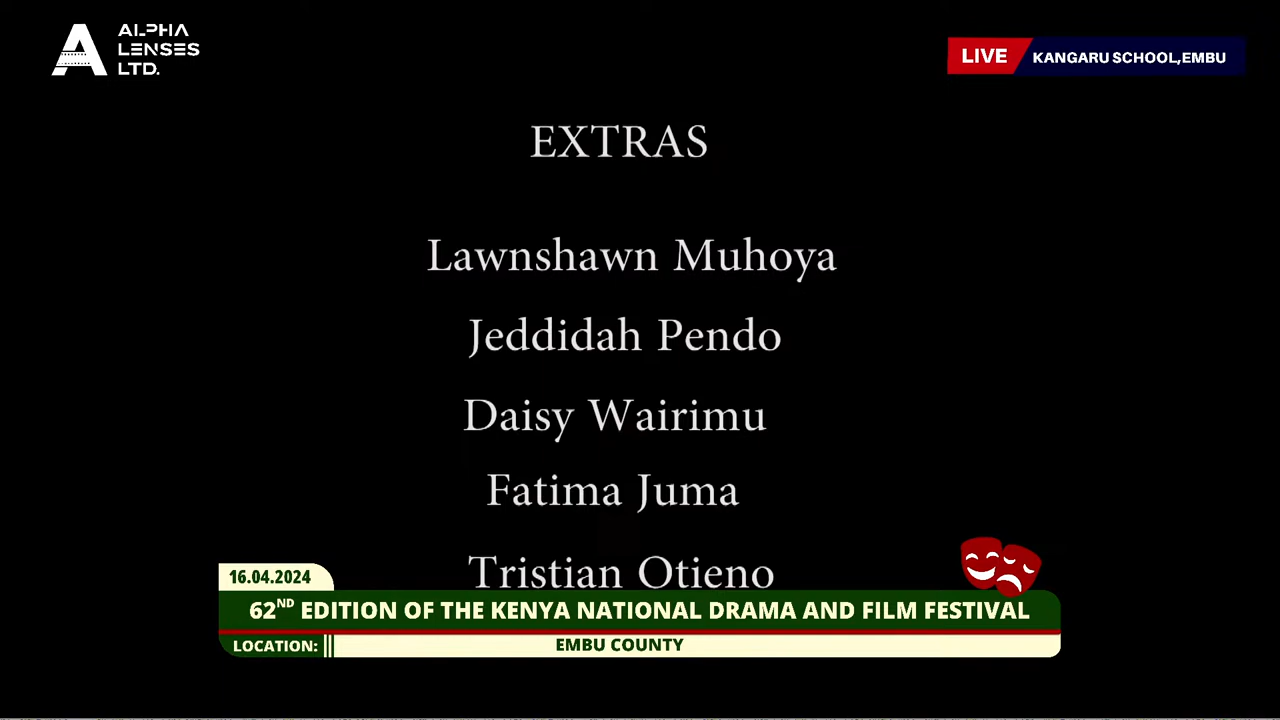 ALPHA
LENSES
LTD.
LIVE
KANGARU SCHOOL,EMBU
EXTRAS
Lawnshawn Muhoya
Jeddidah Pendo
Daisy Wairimu
Fatima Juma
Tristian Otieno
16.04.2024
62ND EDITION OF THE KENYA NATIONAL DRAMA AND FILM FESTIVAL
LOCATION:
EMBU COUNTY